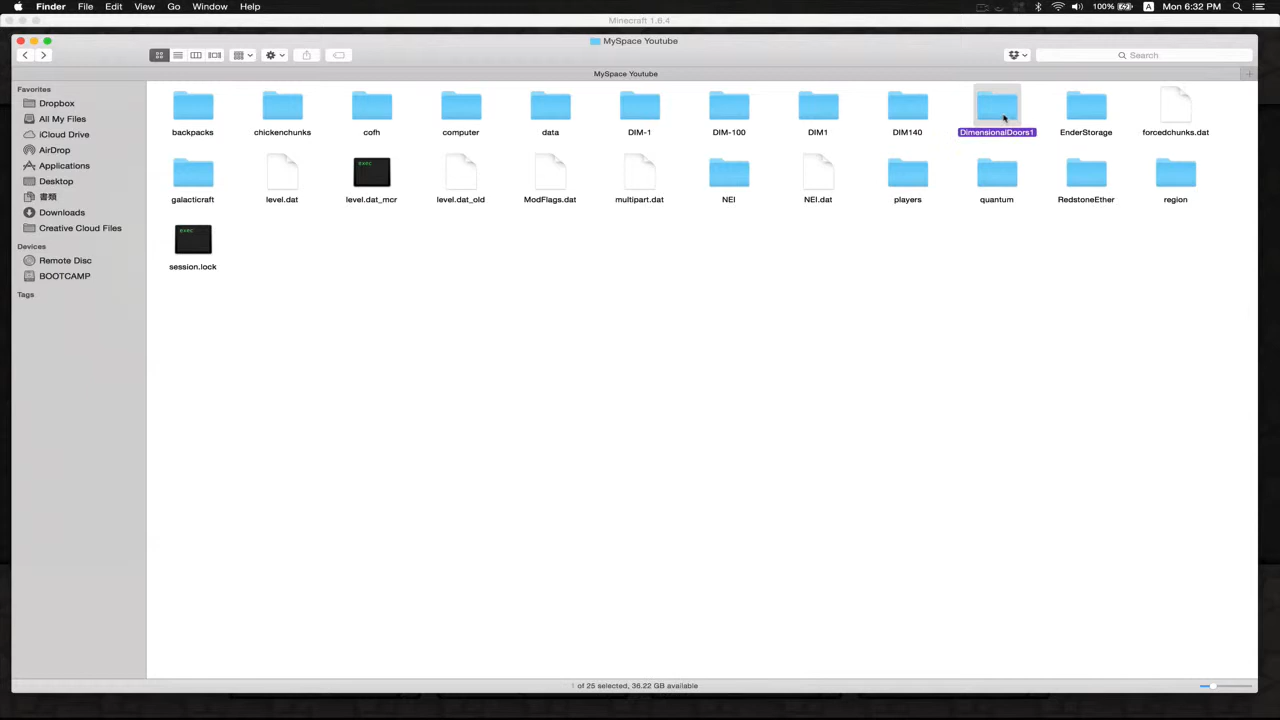 Finder File Edit View Go Window Help 100% A Mon 6:32 PM
Minecraft 1.6.4
MySpace Youtube
Search
MySpace Youtube
Favorites
Dropbox
All My Files
iCloud Drive
AirDrop
Applications
Desktop
書類
Downloads
Creative Cloud Files
Devices
Remote Disc
BOOTCAMP
Tags
backpacks chickenchunks cofh computer data DIM-1 DIM-100 DIM1 DIM140 DimensionalDoors1 EnderStorage forcedchunks.dat
exec
galacticraft level.dat level.dat_mcr level.dat_old ModFlags.dat multipart.dat NEI NEI.dat players quantum RedstoneEther region
exec
session.lock
1 of 25 selected, 36.22 GB available